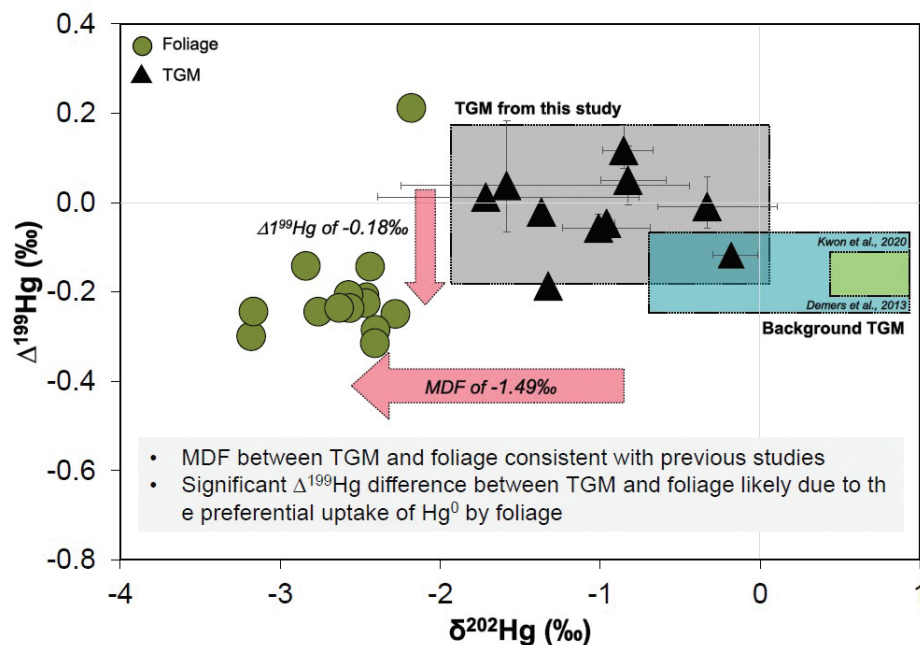 0.4
0.2
0.0
-0.2
-0.4
-0.6
-0.8
Δ199Hg (‰)
Foliage
TGM
TGM from this study
Δ1⁹⁹Hg of -0.18‰
Kwon et al., 2020
Demers et al., 2013
Background TGM
MDF of -1.49‰
• MDF between TGM and foliage consistent with previous studies
• Significant Δ¹⁹⁹Hg difference between TGM and foliage likely due to th
e preferential uptake of Hg⁰ by foliage
-4 -3 -2 -1 0 1
δ²⁰²Hg (‰)